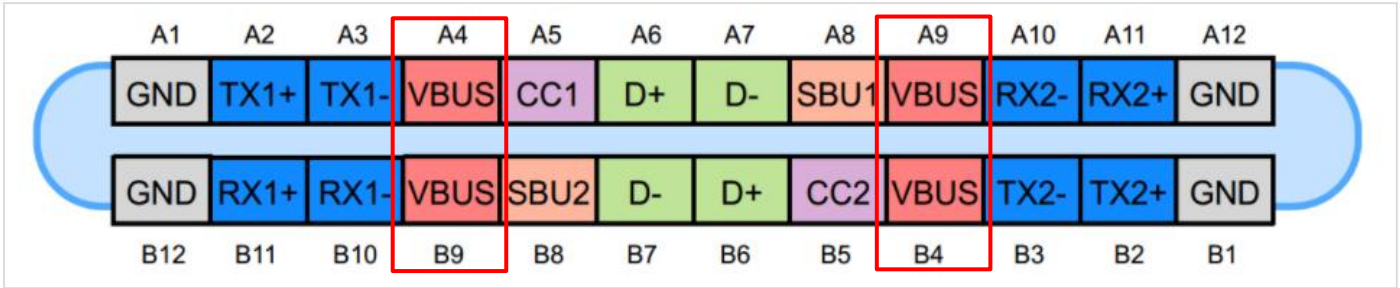 A1 A2 A3 A4 A5 A6 A7 A8 A9 A10 A11 A12
GND TX1+ TX1- VBUS CC1 D+ D- SBU1 VBUS RX2- RX2+ GND
GND RX1+ RX1- VBUS SBU2 D- D+ CC2 VBUS TX2- TX2+ GND
B12 B11 B10 B9 B8 B7 B6 B5 B4 B3 B2 B1